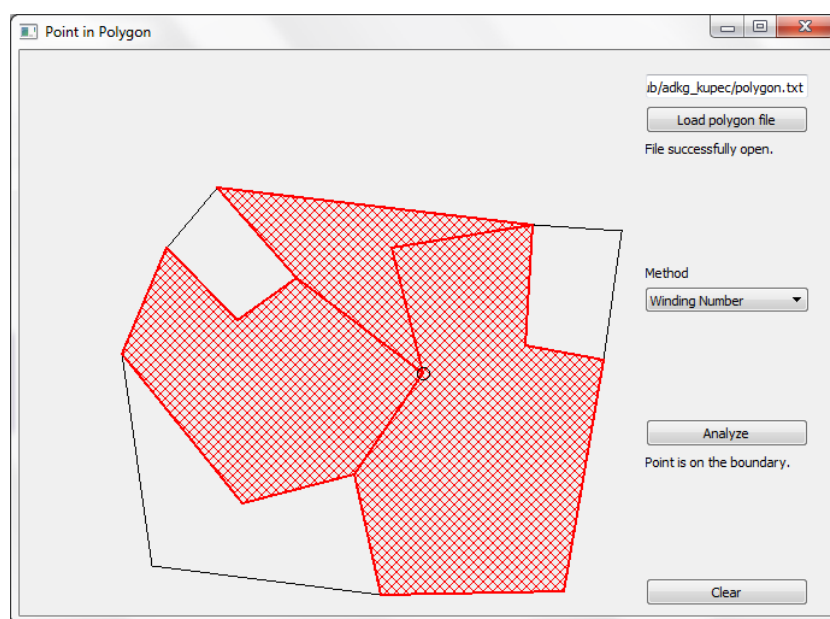 Point in Polygon
ub/adkg_kupec/polygon.txt
Load polygon file
File successfully open.
Method
Winding Number
Analyze
Point is on the boundary.
Clear